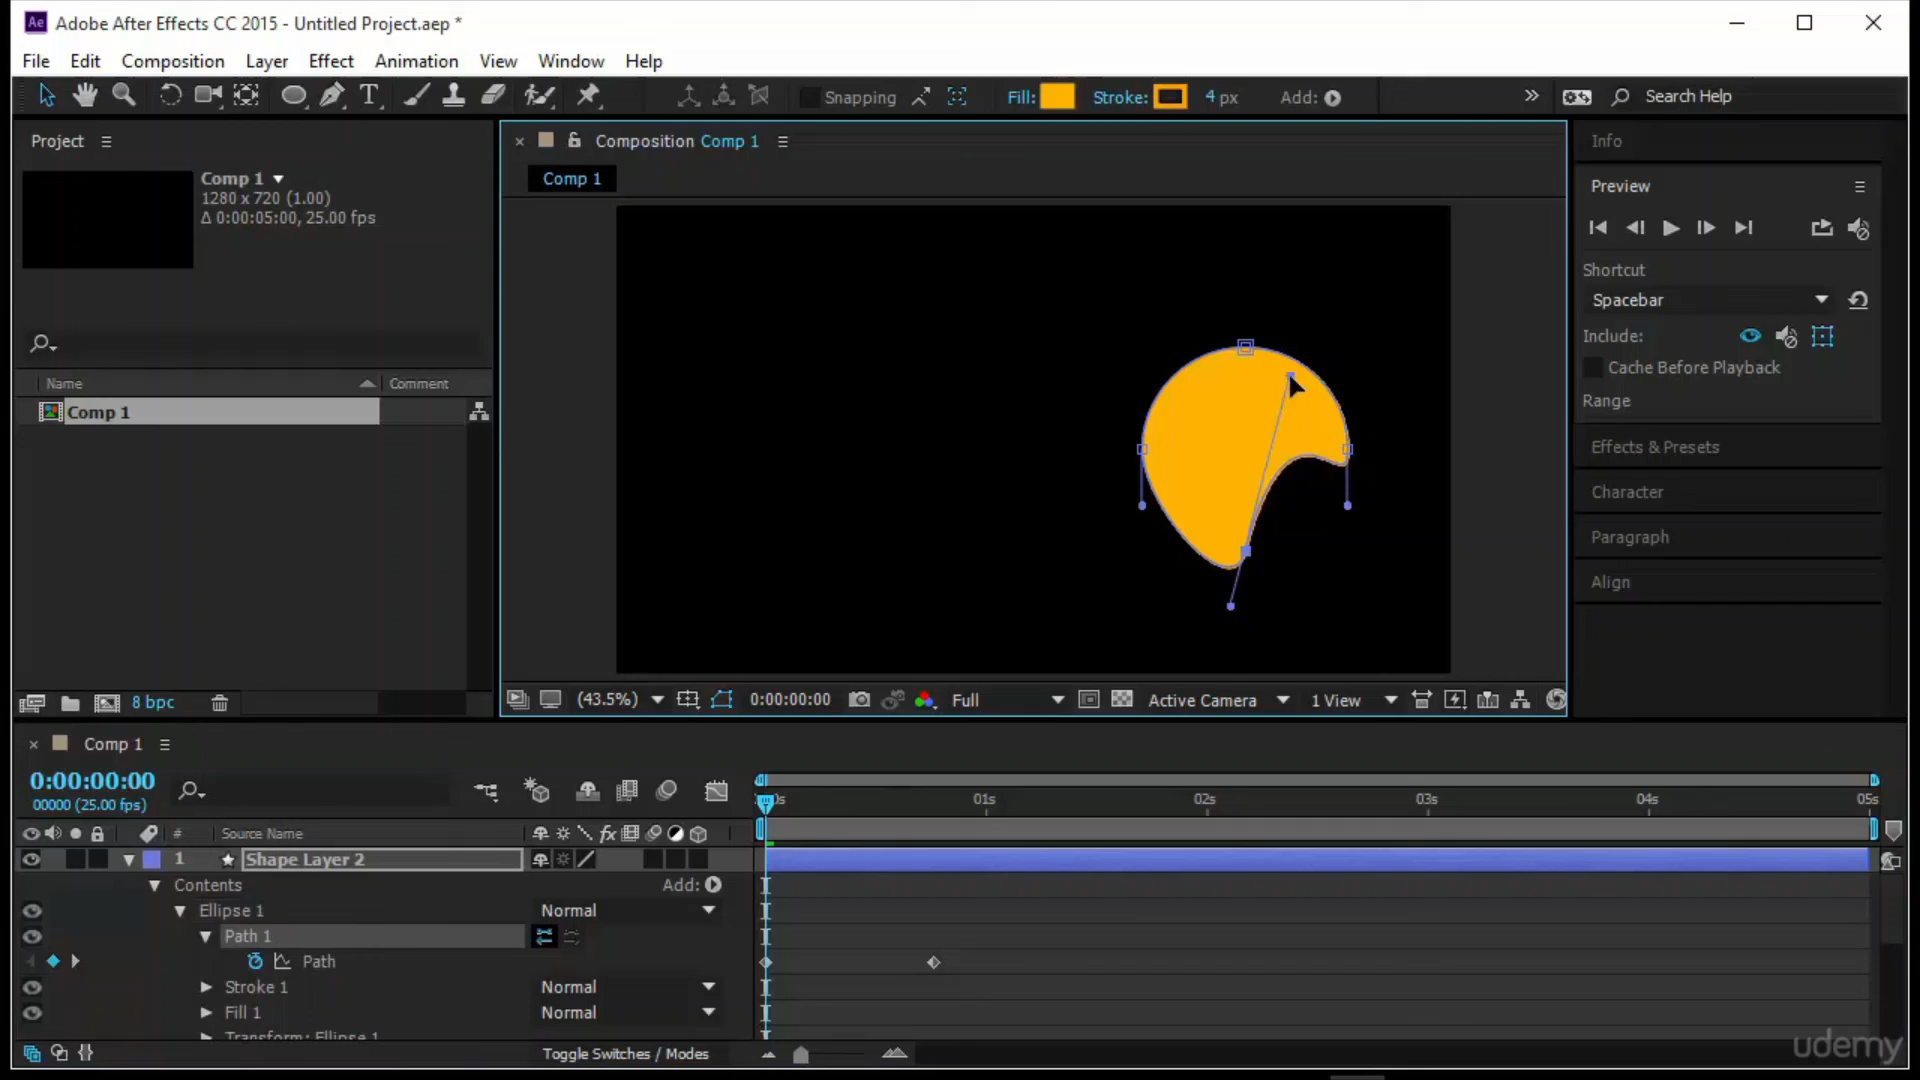 Ae Adobe After Effects CC 2015 - Untitled Project.aep *
File Edit Composition Layer Effect Animation View Window Help
T Snapping Fill: Stroke: 4 px Add: Search Help
Project
Comp 1
1280 x 720 (1.00)
Δ 0:00:05:00, 25.00 fps
Name Comment
Comp 1
8 bpc
Composition Comp 1
Comp 1
(43.5%) 0:00:00:00 Full Active Camera 1 View
Info
Preview
Shortcut
Spacebar
Include:
Cache Before Playback
Range
Effects & Presets
Character
Paragraph
Align
Comp 1
0:00:00:00
00000 (25.00 fps)
0s 01s 02s 03s 04s 05s
# Source Name fx
1 Shape Layer 2
Contents Add:
Ellipse 1 Normal
Path 1
Path
Stroke 1 Normal
Fill 1 Normal
Transform: Ellipse 1
Toggle Switches / Modes
udemy